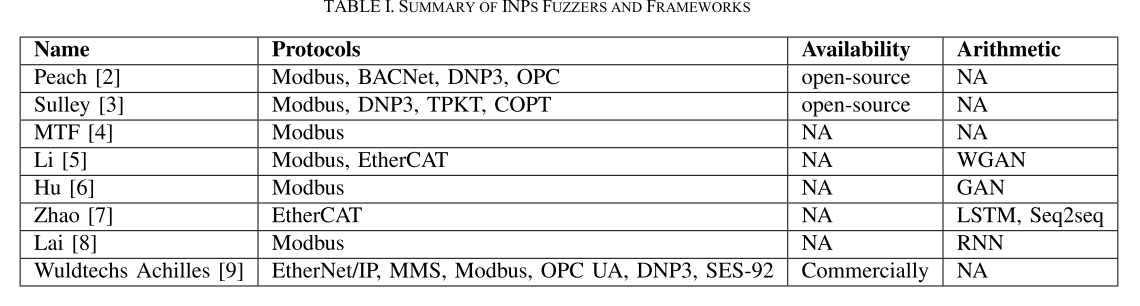 TABLE I. SUMMARY OF INPS FUZZERS AND FRAMEWORKS
Name Protocols Availability Arithmetic
Peach [2] Modbus, BACNet, DNP3, OPC open-source NA
Sulley [3] Modbus, DNP3, TPKT, COPT open-source NA
MTF [4] Modbus NA NA
Li [5] Modbus, EtherCAT NA WGAN
Hu [6] Modbus NA GAN
Zhao [7] EtherCAT NA LSTM, Seq2seq
Lai [8] Modbus NA RNN
Wuldtechs Achilles [9] EtherNet/IP, MMS, Modbus, OPC UA, DNP3, SES-92 Commercially NA